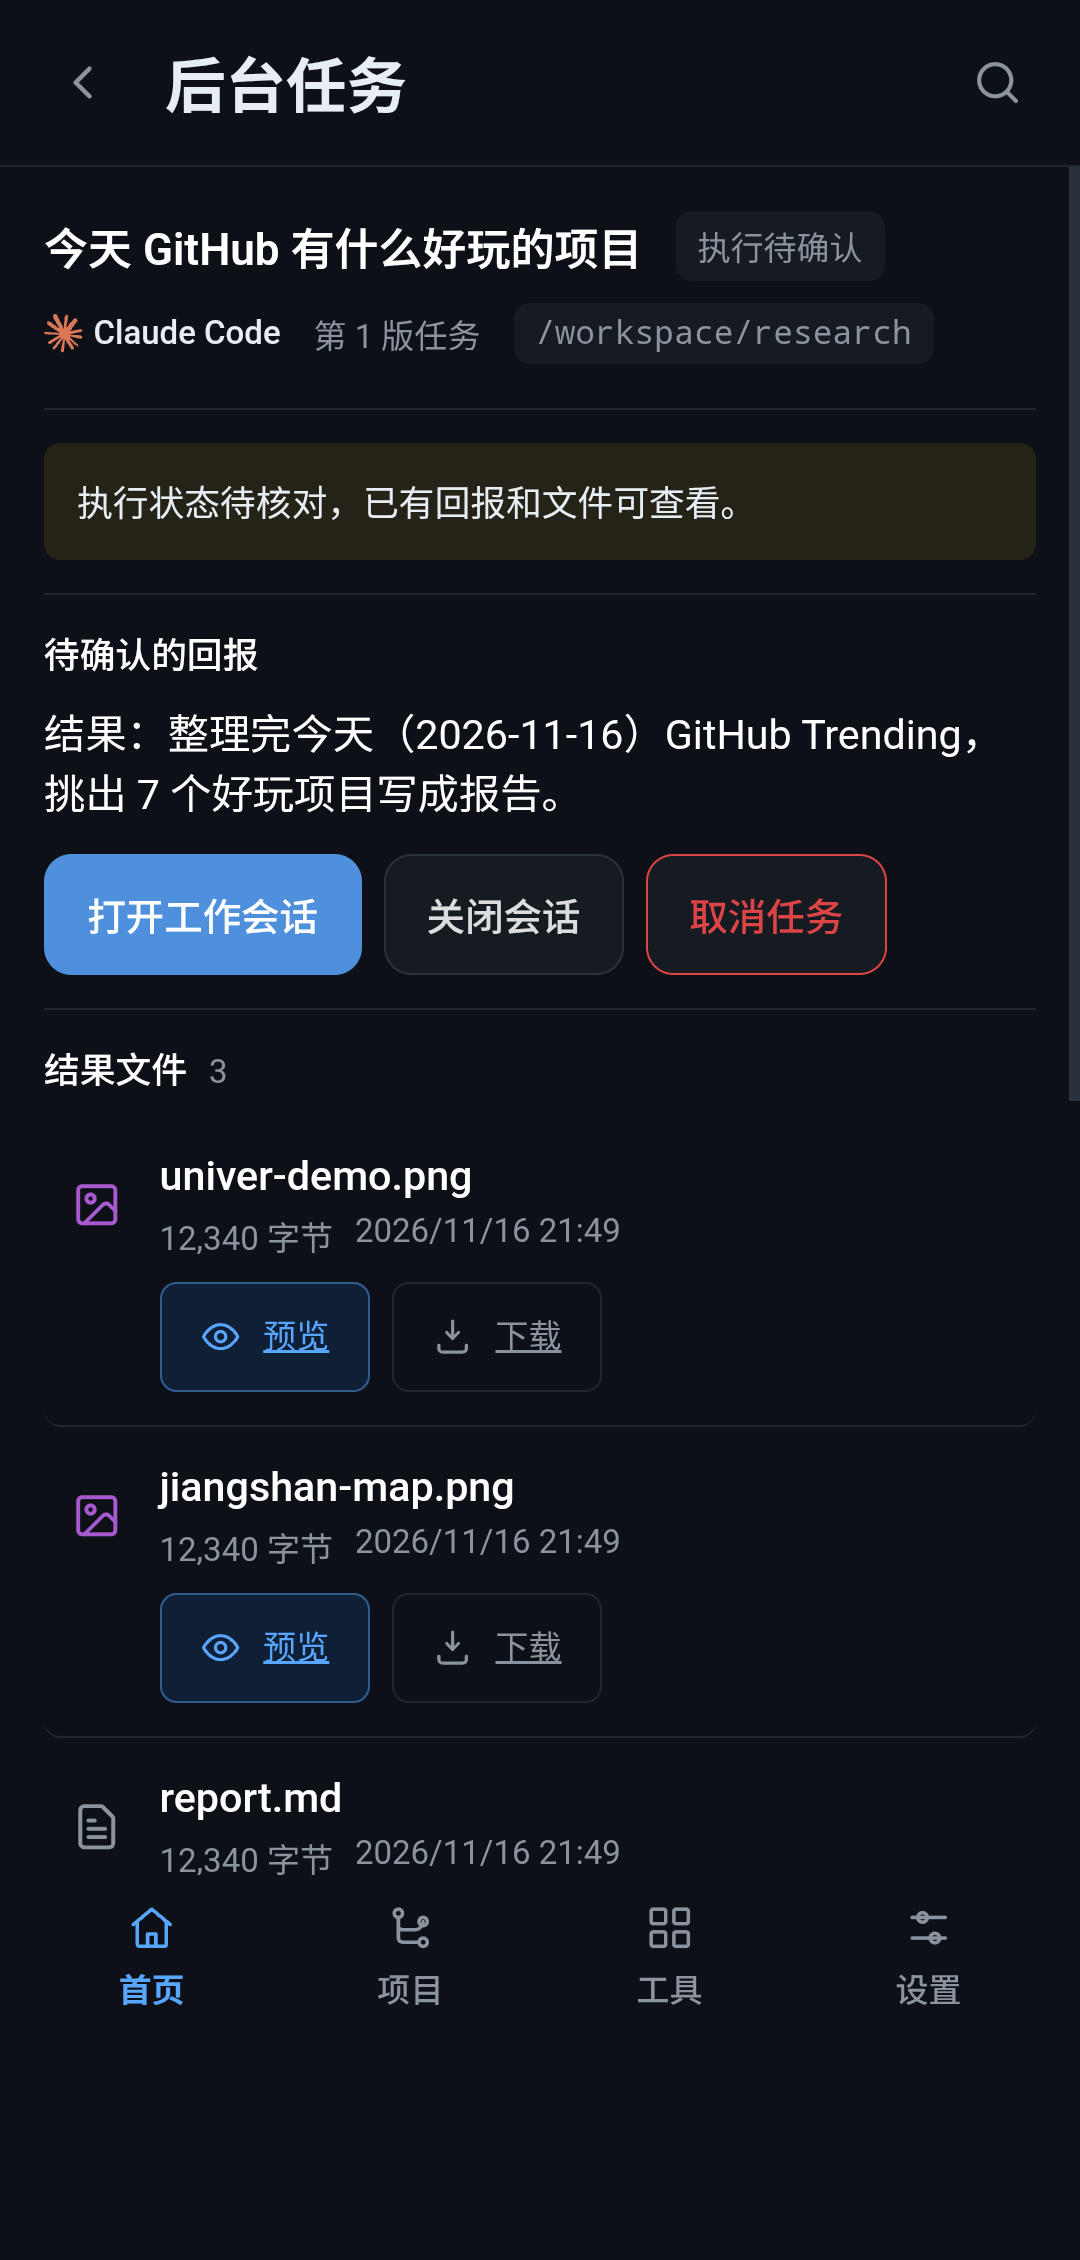 后台任务
今天 GitHub 有什么好玩的项目 执行待确认
Claude Code 第 1 版任务 /workspace/research
执行状态待核对，已有回报和文件可查看。
待确认的回报
结果：整理完今天（2026-11-16）GitHub Trending，
挑出 7 个好玩项目写成报告。
打开工作会话 关闭会话 取消任务
结果文件 3
univer-demo.png
12,340 字节 2026/11/16 21:49
预览 下载
jiangshan-map.png
12,340 字节 2026/11/16 21:49
预览 下载
report.md
12,340 字节 2026/11/16 21:49
首页 项目 工具 设置